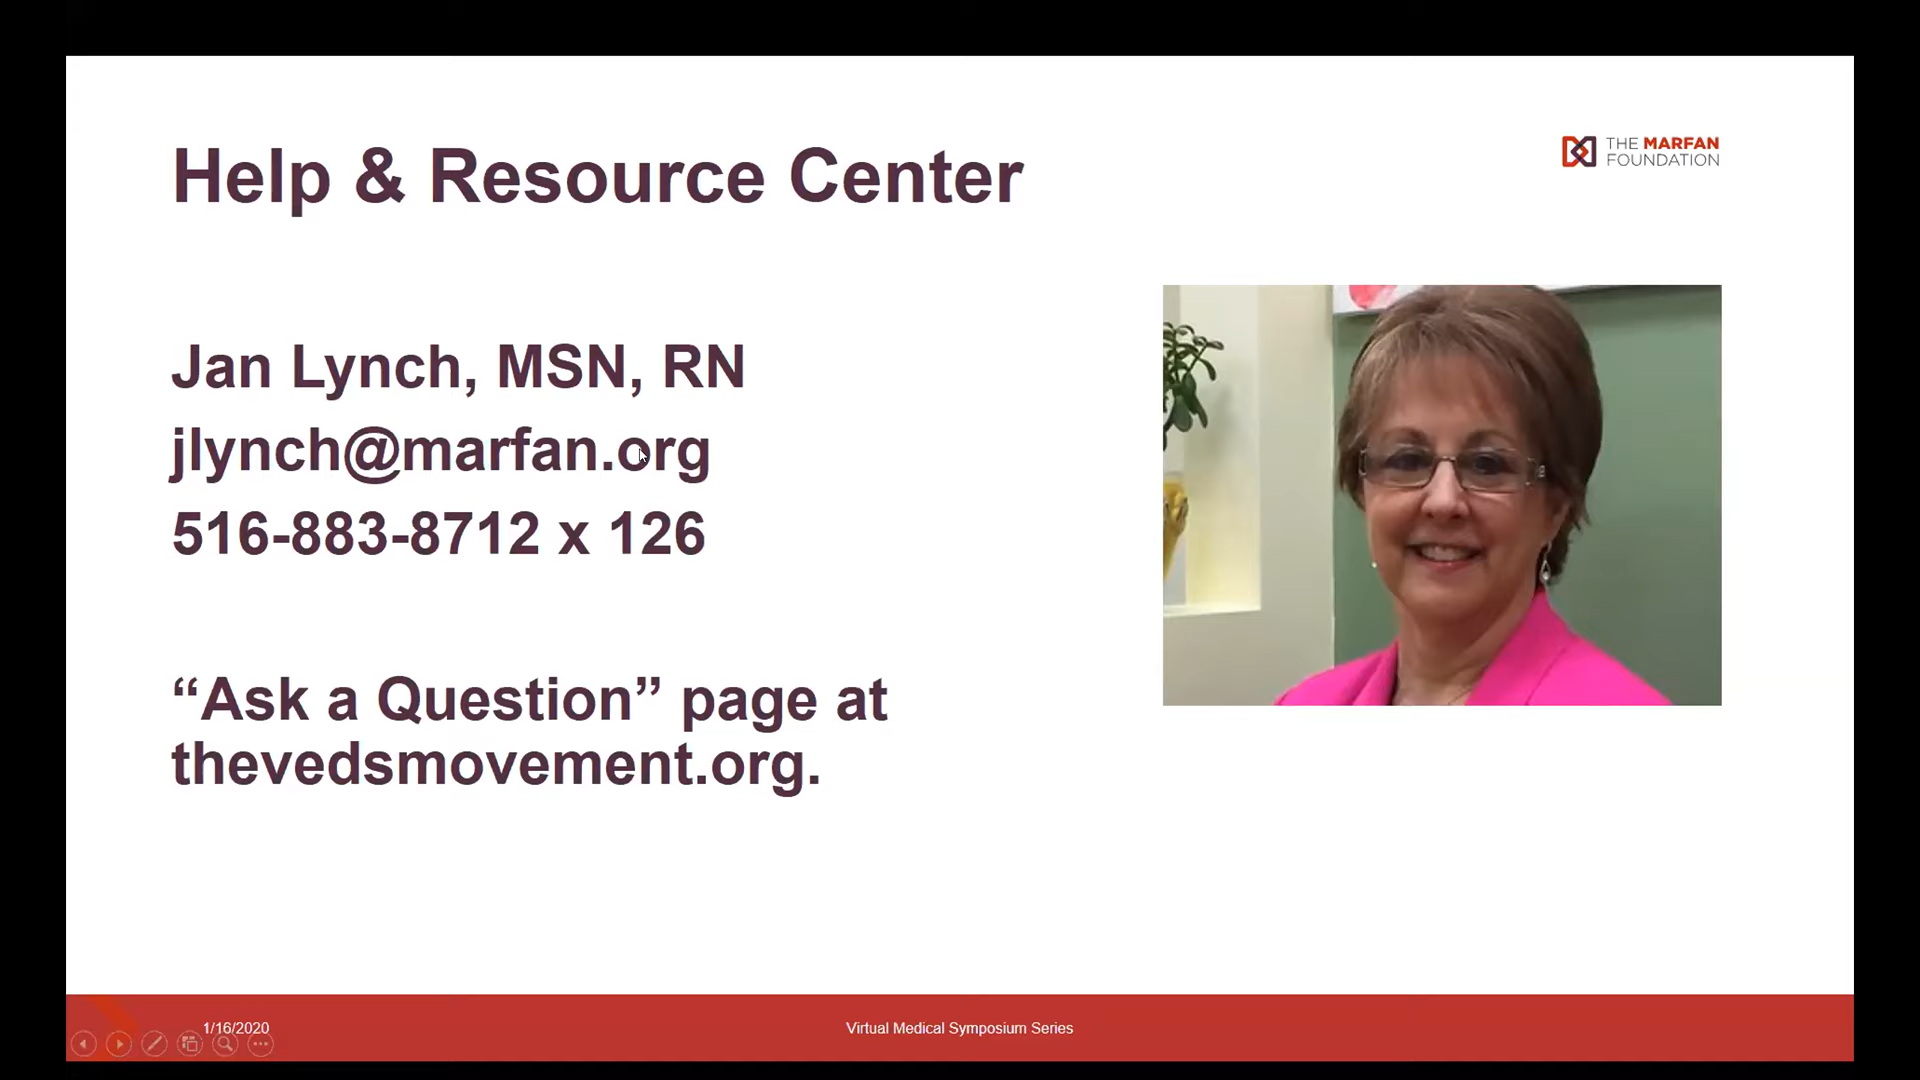 Help & Resource Center
THE MARFAN
FOUNDATION
Jan Lynch, MSN, RN
jlynch@marfan.org
516-883-8712 x 126
“Ask a Question” page at
thevedsmovement.org.
1/16/2020
Virtual Medical Symposium Series